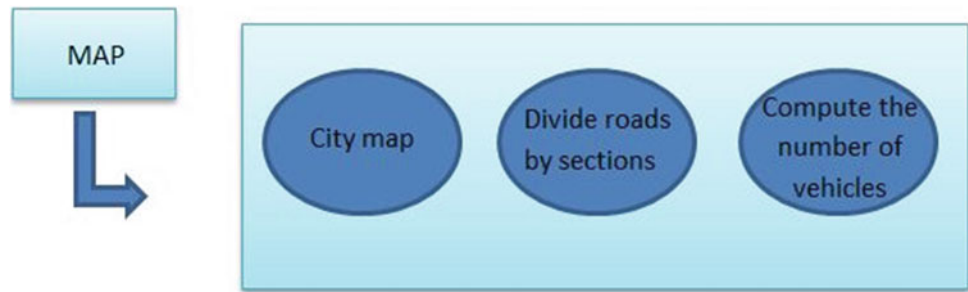 MAP
City map
Divide roads
by sections
Compute the
number of
vehicles